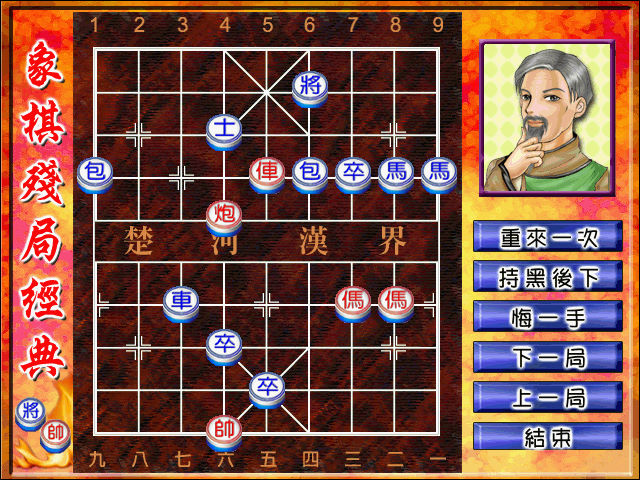 象棋殘局經典
將
帥
1 2 3 4 5 6 7 8 9
將
士
包 俥 包 卒 馬 馬
炮
楚河漢界
車 傌 傌
卒
卒
帥
九 八 七 六 五 四 三 二 一
重來一次
持黑後下
悔一手
下一局
上一局
結束